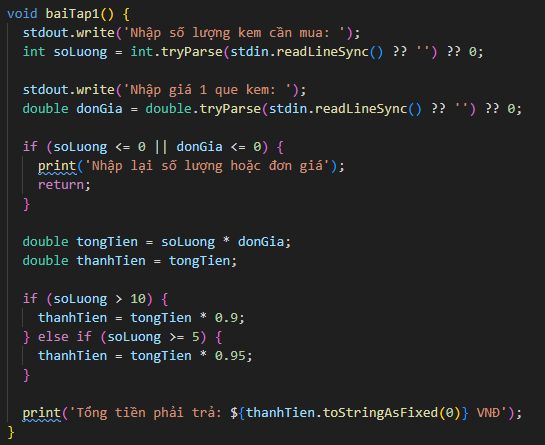 void baiTap1() {
  stdout.write('Nhập số lượng kem cần mua: ');
  int soLuong = int.tryParse(stdin.readLineSync() ?? '') ?? 0;

  stdout.write('Nhập giá 1 que kem: ');
  double donGia = double.tryParse(stdin.readLineSync() ?? '') ?? 0;

  if (soLuong <= 0 || donGia <= 0) {
    print('Nhập lại số lượng hoặc đơn giá');
    return;
  }

  double tongTien = soLuong * donGia;
  double thanhTien = tongTien;

  if (soLuong > 10) {
    thanhTien = tongTien * 0.9;
  } else if (soLuong >= 5) {
    thanhTien = tongTien * 0.95;
  }

  print('Tổng tiền phải trả: ${thanhTien.toStringAsFixed(0)} VNĐ');
}